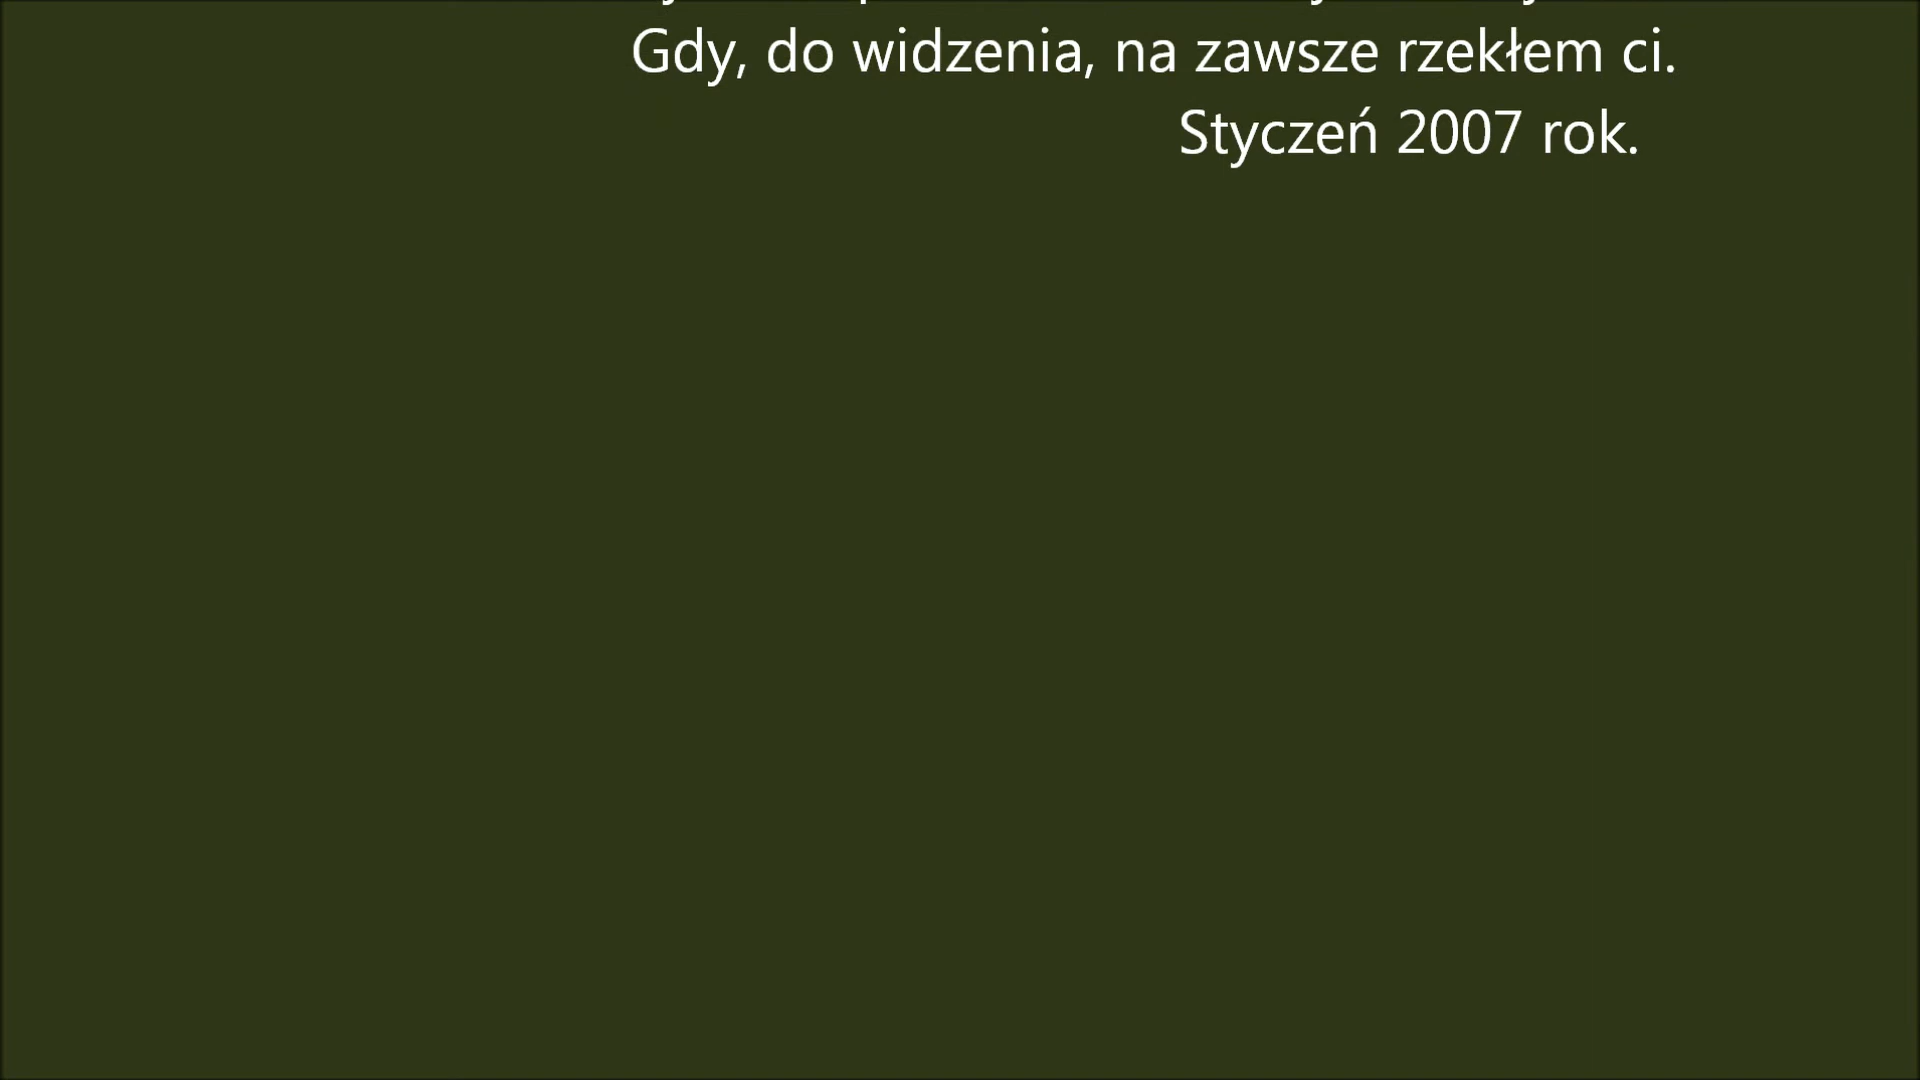 Gdy, do widzenia, na zawsze rzekłem ci.
Styczeń 2007 rok.